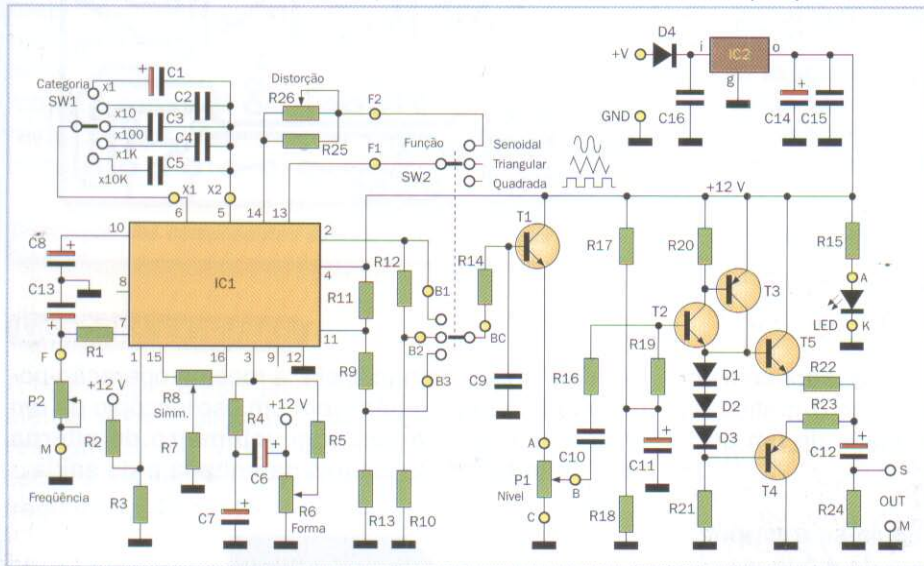 D4
+V
i
IC2
o
g
GND
C16
C14
C15
Categoria
SW1
x1
x10
x100
x1K
x10K
C1
C2
C3
C4
C5
Distorção
R26
R25
F2
F1
Função
SW2
Senoidal
Triangular
Quadrada
X1
X2
6
5
14
13
10
8
7
1
15
16
3
9
12
2
4
11
IC1
C8
C13
R1
F
P2
M
Freqüência
+12 V
R2
R3
R8
Simm.
R7
R4
+12 V
C6
C7
R5
R6
Forma
R11
R9
R12
R13
R10
B1
B2
B3
BC
R14
C9
T1
A
P1
Nível
B
C
+12 V
R17
R18
R16
C10
R19
C11
R20
T2
T3
D1
D2
D3
R21
T4
T5
R22
R23
C12
R24
R15
A
LED
K
S
OUT
M